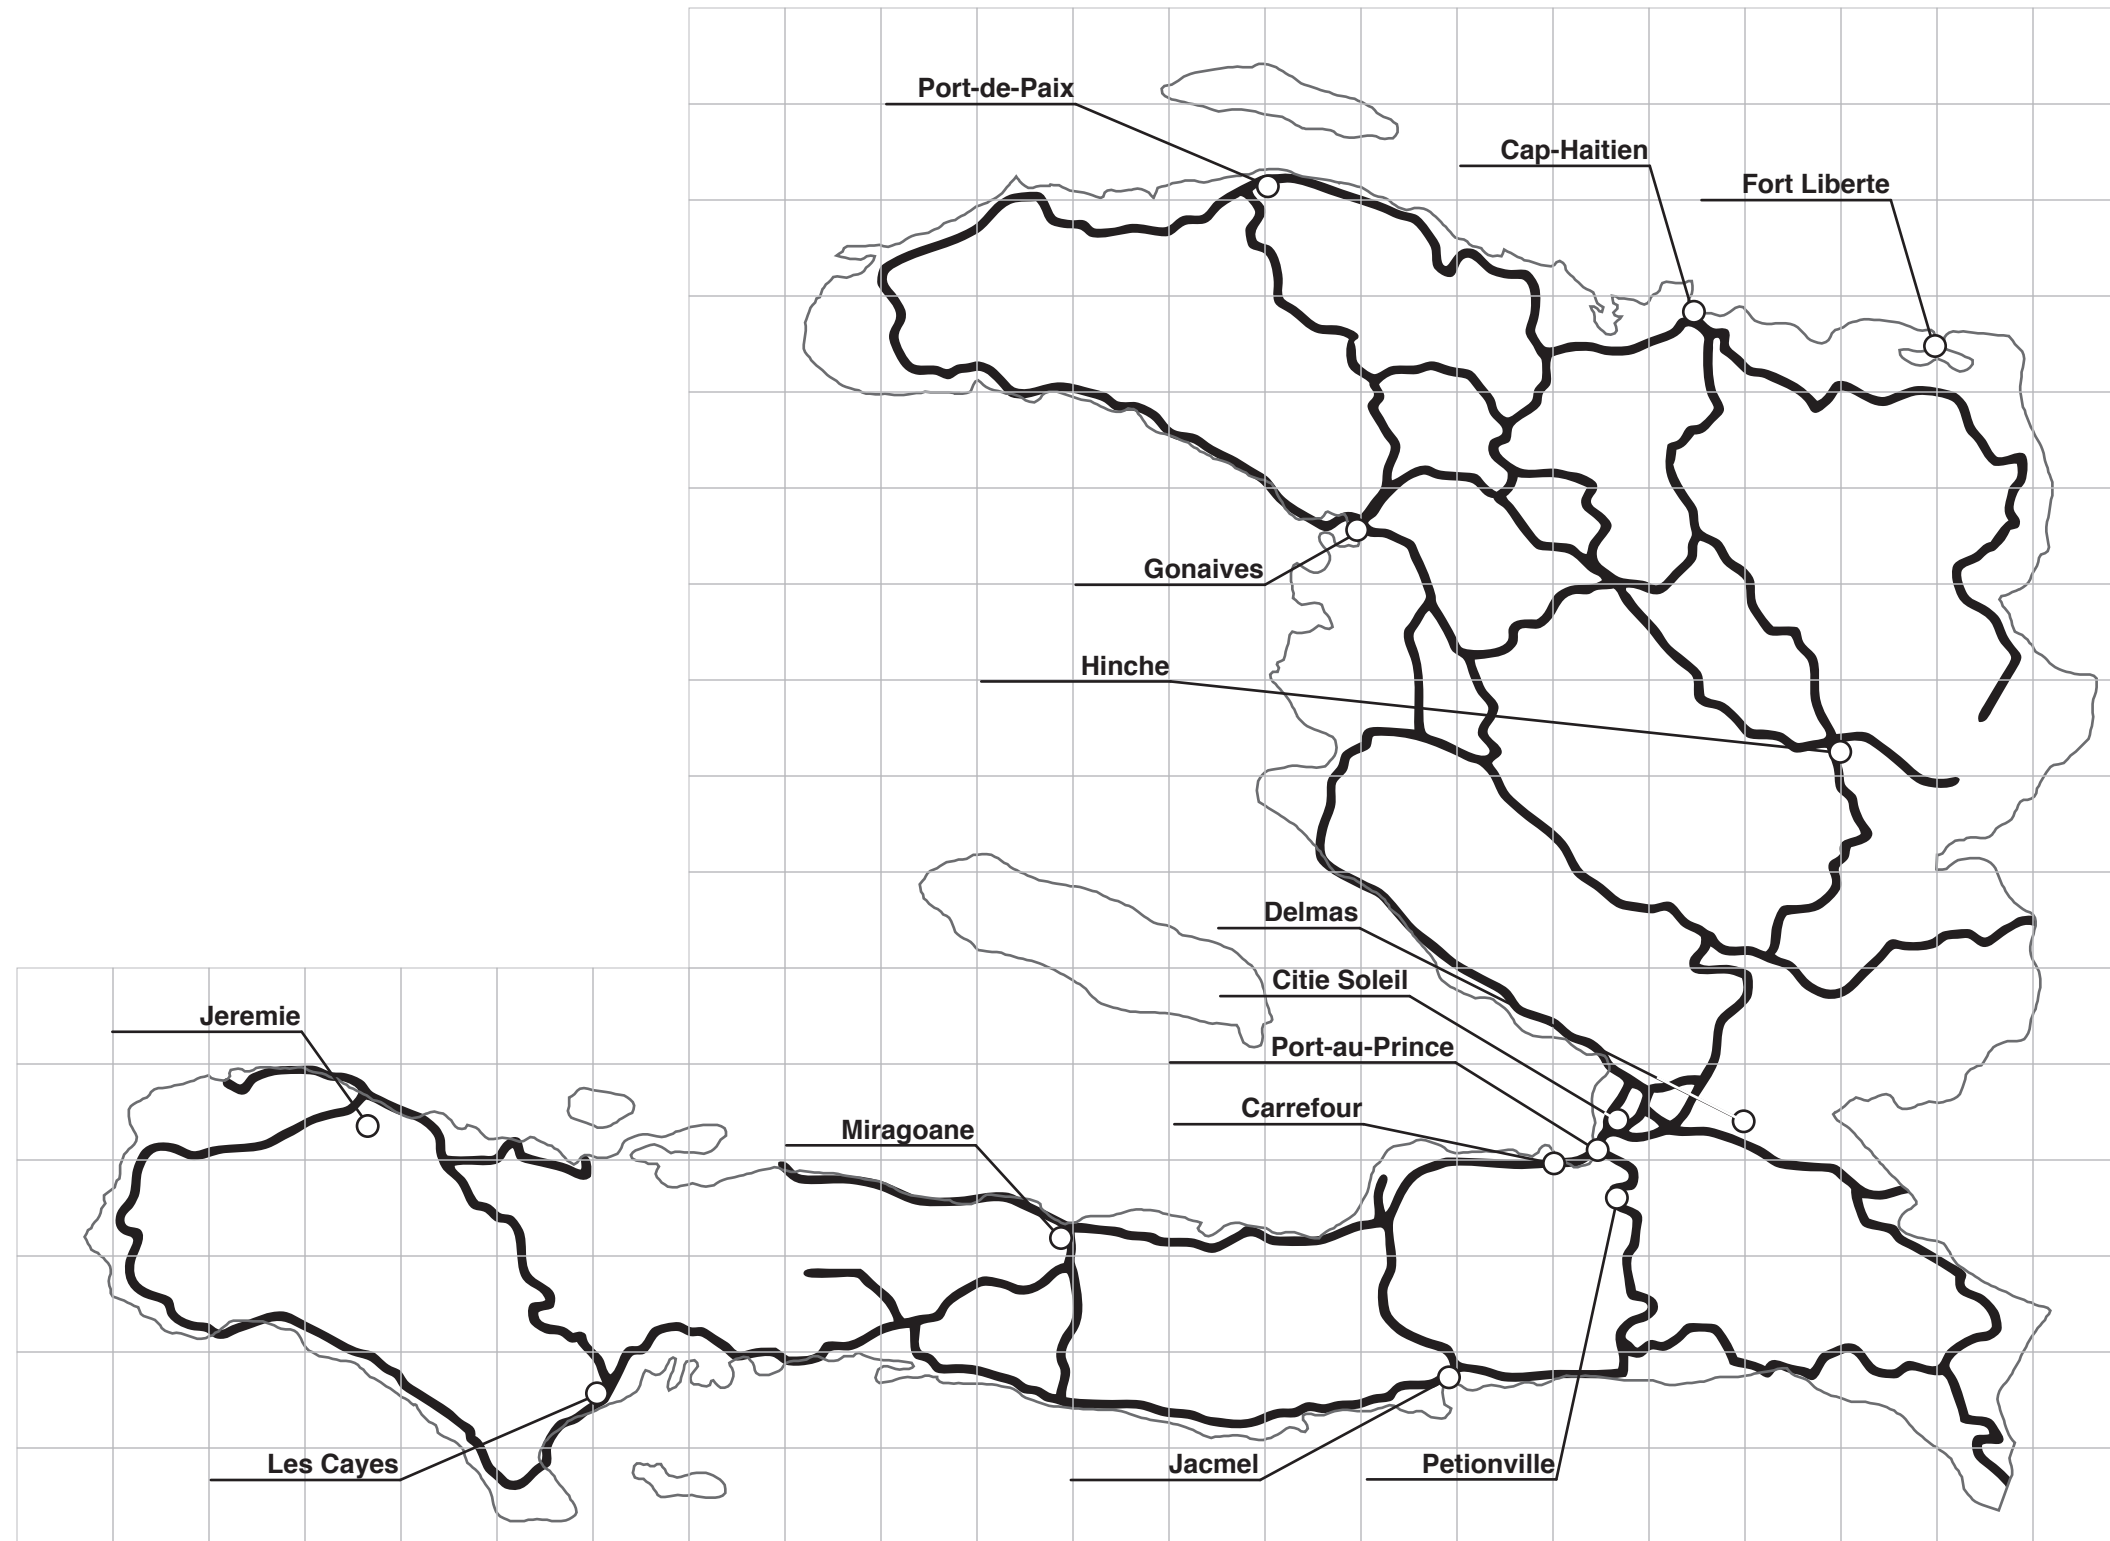 Port-de-Paix
Cap-Haitien
Fort Liberte
Gonaives
Hinche
Delmas
Citie Soleil
Jeremie
Port-au-Prince
Carrefour
Miragoane
Les Cayes
Jacmel
Petionville